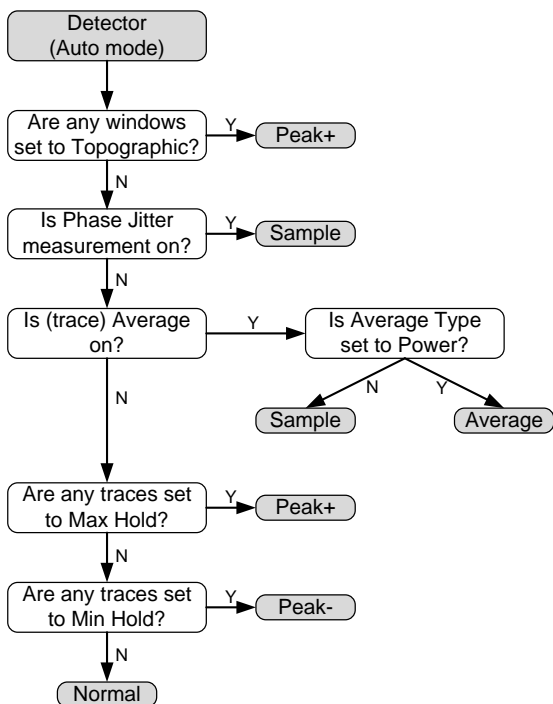 Detector
(Auto mode)
Are any windows
set to Topographic?
Y
Peak+
N
Is Phase Jitter
measurement on?
Y
Sample
N
Is (trace) Average
on?
Y
Is Average Type
set to Power?
N
N
Y
Sample
Average
Are any traces set
to Max Hold?
Y
Peak+
N
Are any traces set
to Min Hold?
Y
Peak-
N
Normal